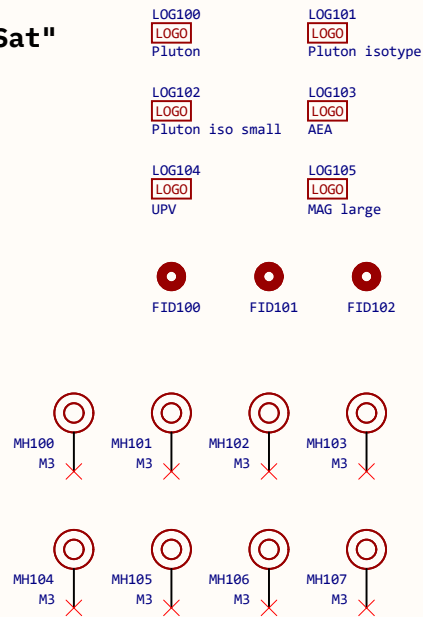 Sat"
LOG100 LOG101
LOGO LOGO
Pluton Pluton isotype
LOG102 LOG103
LOGO LOGO
Pluton iso small AEA
LOG104 LOG105
LOGO LOGO
UPV MAG large
FID100 FID101 FID102
MH100 MH101 MH102 MH103
M3 M3 M3 M3
MH104 MH105 MH106 MH107
M3 M3 M3 M3